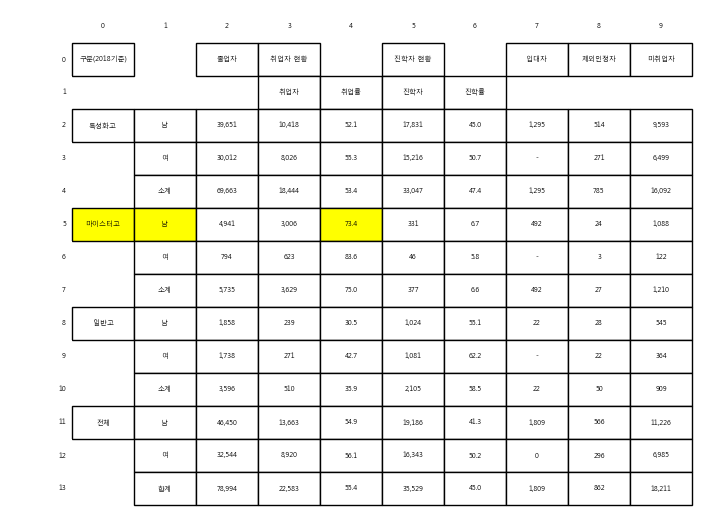 0 1 2 3 4 5 6 7 8 9
0 구분(2018기준) 졸업자 취업자 현황 진학자 현황 입대자 제외인정자 미취업자
1 취업자 취업률 진학자 진학률
2 특성화고 남 39,651 10,418 52.1 17,831 45.0 1,295 514 9,593
3 여 30,012 8,026 55.3 15,216 50.7 - 271 6,499
4 소계 69,663 18,444 53.4 33,047 47.4 1,295 785 16,092
5 마이스터고 남 4,941 3,006 73.4 331 6.7 492 24 1,088
6 여 794 623 83.6 46 5.8 - 3 122
7 소계 5,735 3,629 75.0 377 6.6 492 27 1,210
8 일반고 남 1,858 239 30.5 1,024 55.1 22 28 545
9 여 1,738 271 42.7 1,081 62.2 - 22 364
10 소계 3,596 510 35.9 2,105 58.5 22 50 909
11 전체 남 46,450 13,663 54.9 19,186 41.3 1,809 566 11,226
12 여 32,544 8,920 56.1 16,343 50.2 0 296 6,985
13 합계 78,994 22,583 55.4 35,529 45.0 1,809 862 18,211